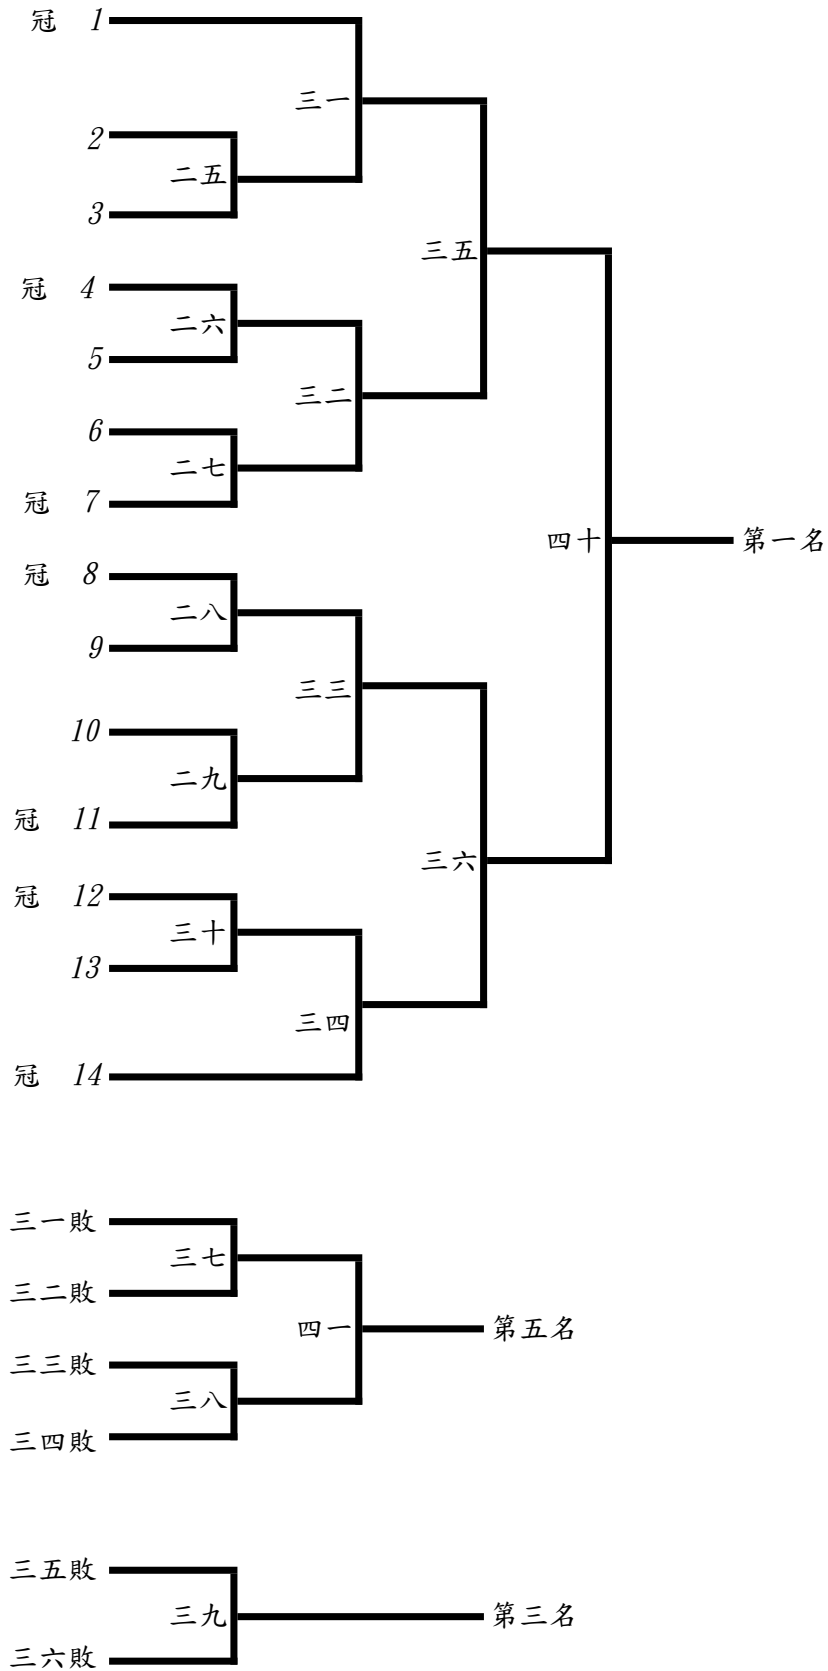 冠 1
三一
2
二五
3
三五
冠 4
二六
5
三二
6
二七
冠 7
四十 第一名
冠 8
二八
9
三三
10
二九
冠 11
三六
冠 12
三十
13
三四
冠 14
三一敗
三七
三二敗
四一 第五名
三三敗
三八
三四敗
三五敗
三九 第三名
三六敗